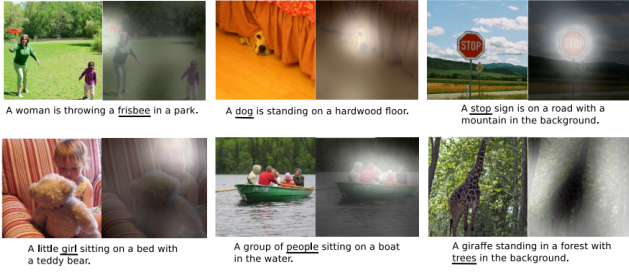 STOP
A woman is throwing a frisbee in a park.
A dog is standing on a hardwood floor.
A stop sign is on a road with a
mountain in the background.
A little girl sitting on a bed with
a teddy bear.
A group of people sitting on a boat
in the water.
A giraffe standing in a forest with
trees in the background.